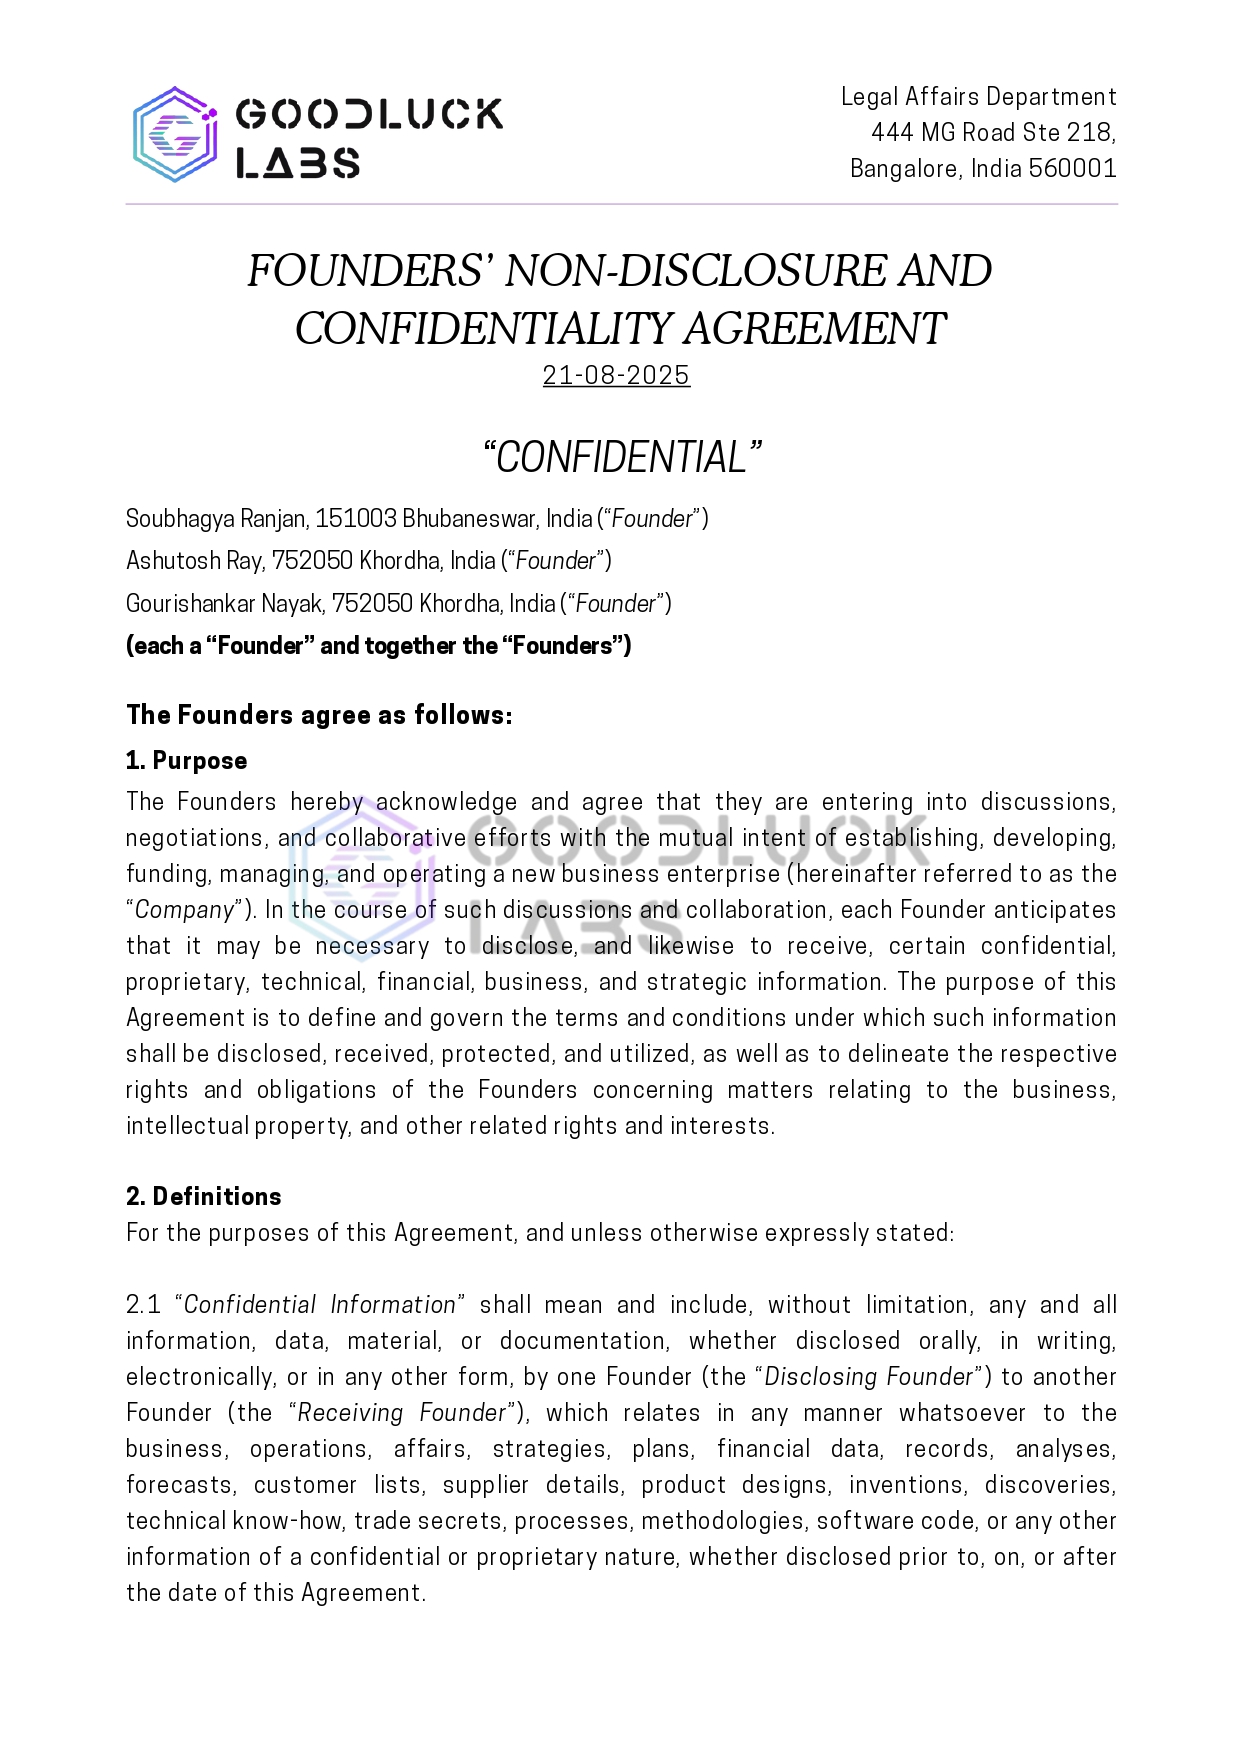 GOODLUCK
LABS
Legal Affairs Department
444 MG Road Ste 218,
Bangalore, India 560001
FOUNDERS’ NON-DISCLOSURE AND
CONFIDENTIALITY AGREEMENT
21-08-2025
“CONFIDENTIAL”
Soubhagya Ranjan, 151003 Bhubaneswar, India (“Founder”)
Ashutosh Ray, 752050 Khordha, India (“Founder”)
Gourishankar Nayak, 752050 Khordha, India (“Founder”)
(each a “Founder” and together the “Founders”)
The Founders agree as follows:
1. Purpose
The Founders hereby acknowledge and agree that they are entering into discussions,
negotiations, and collaborative efforts with the mutual intent of establishing, developing,
funding, managing, and operating a new business enterprise (hereinafter referred to as the
“Company”). In the course of such discussions and collaboration, each Founder anticipates
that it may be necessary to disclose, and likewise to receive, certain confidential,
proprietary, technical, financial, business, and strategic information. The purpose of this
Agreement is to define and govern the terms and conditions under which such information
shall be disclosed, received, protected, and utilized, as well as to delineate the respective
rights and obligations of the Founders concerning matters relating to the business,
intellectual property, and other related rights and interests.
GOODLUCK
LABS
2. Definitions
For the purposes of this Agreement, and unless otherwise expressly stated:
2.1 “Confidential Information” shall mean and include, without limitation, any and all
information, data, material, or documentation, whether disclosed orally, in writing,
electronically, or in any other form, by one Founder (the “Disclosing Founder”) to another
Founder (the “Receiving Founder”), which relates in any manner whatsoever to the
business, operations, affairs, strategies, plans, financial data, records, analyses,
forecasts, customer lists, supplier details, product designs, inventions, discoveries,
technical know-how, trade secrets, processes, methodologies, software code, or any other
information of a confidential or proprietary nature, whether disclosed prior to, on, or after
the date of this Agreement.